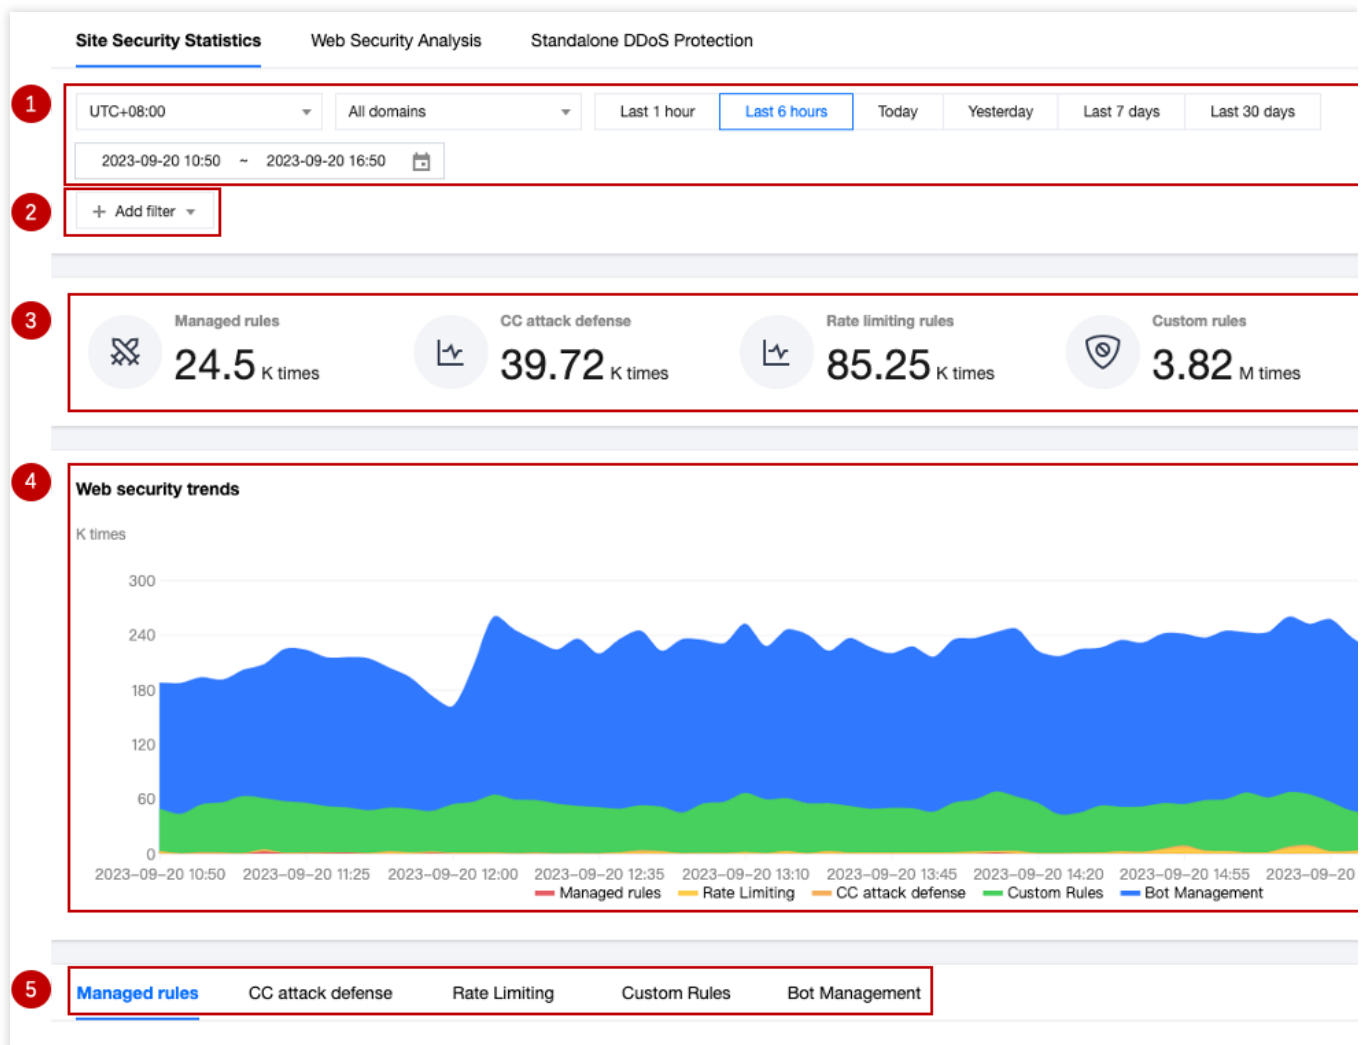 Site Security Statistics Web Security Analysis Standalone DDoS Protection
1
UTC+08:00 All domains Last 1 hour Last 6 hours Today Yesterday Last 7 days Last 30 days
2023-09-20 10:50 ~ 2023-09-20 16:50
2
+ Add filter
3
Managed rules CC attack defense Rate limiting rules Custom rules
24.5 K times 39.72 K times 85.25 K times 3.82 M times
4
Web security trends
K times
300
240
180
120
60
0
2023-09-20 10:50 2023-09-20 11:25 2023-09-20 12:00 2023-09-20 12:35 2023-09-20 13:10 2023-09-20 13:45 2023-09-20 14:20 2023-09-20 14:55 2023-09-20
Managed rules Rate Limiting CC attack defense Custom Rules Bot Management
5
Managed rules CC attack defense Rate Limiting Custom Rules Bot Management